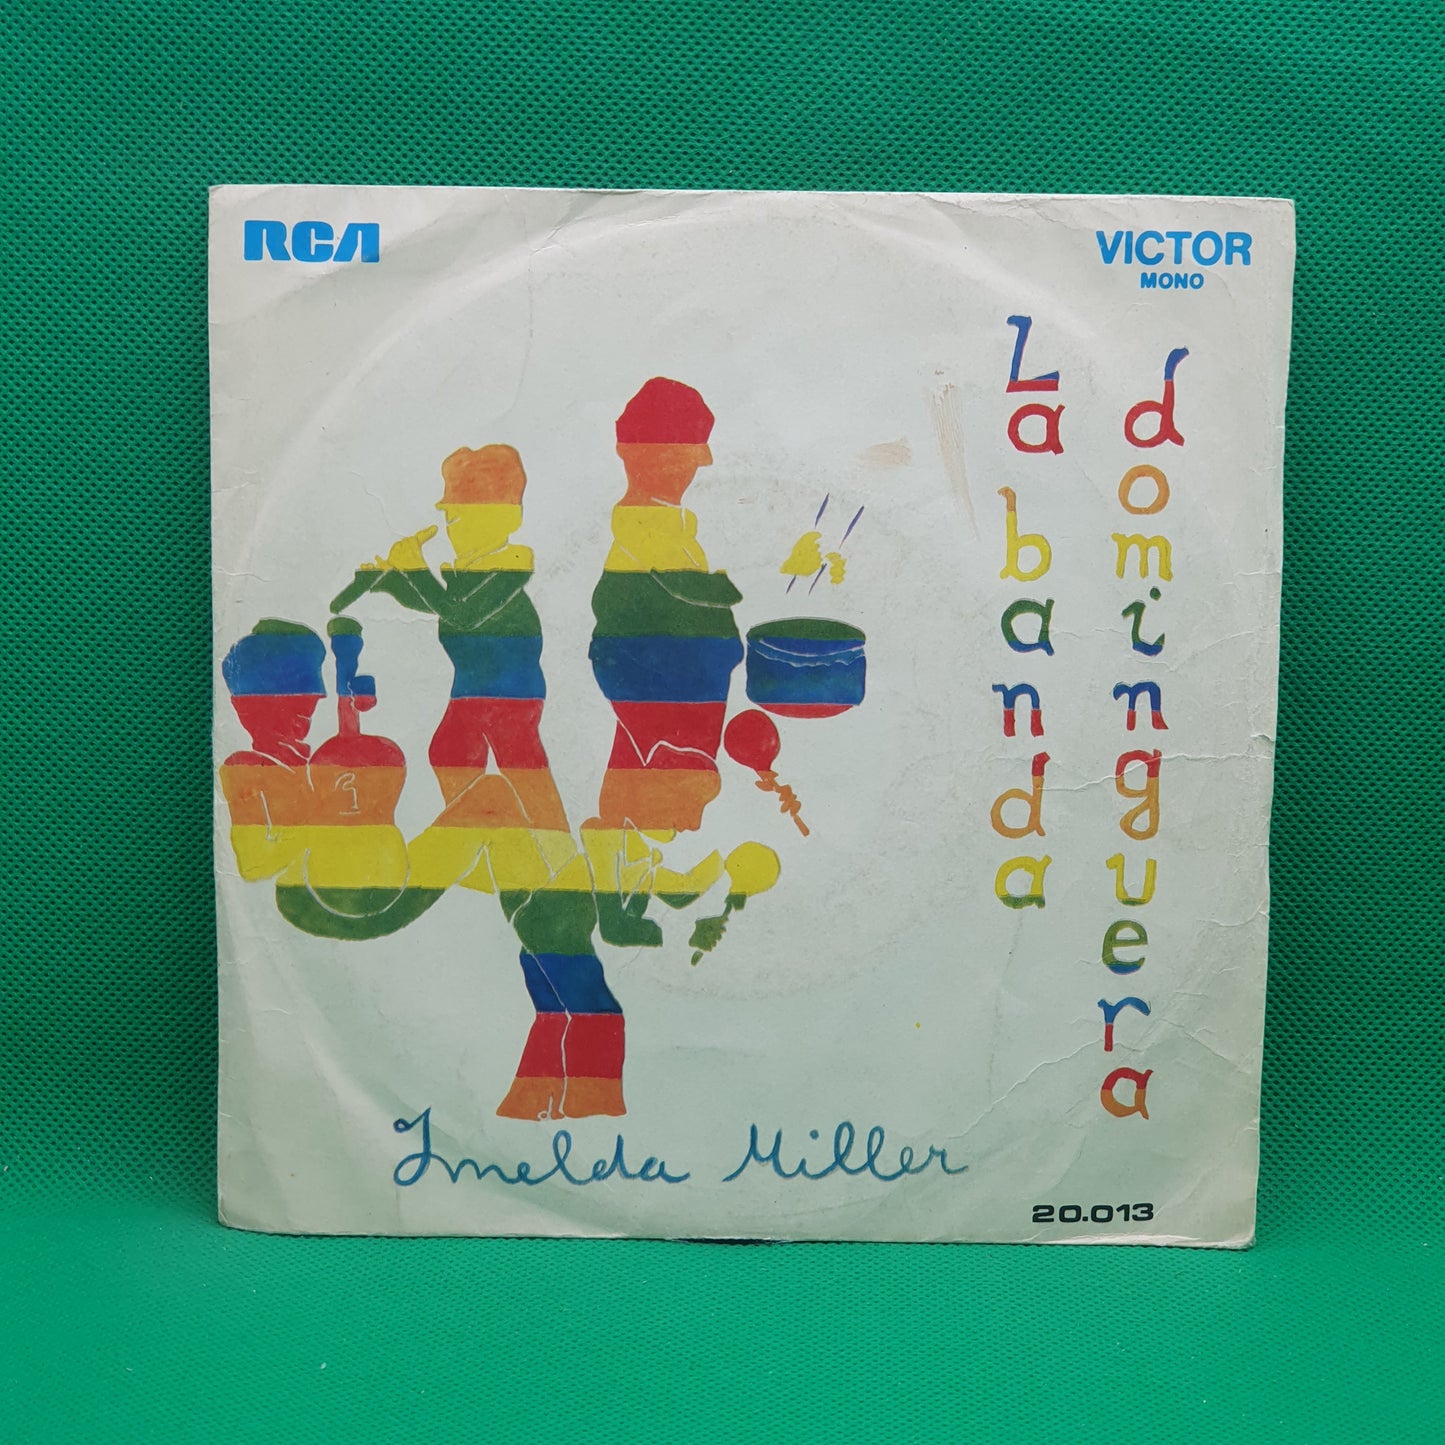 RCA
VICTOR
MONO
La banda
dominguera
Imelda Miller
20.013